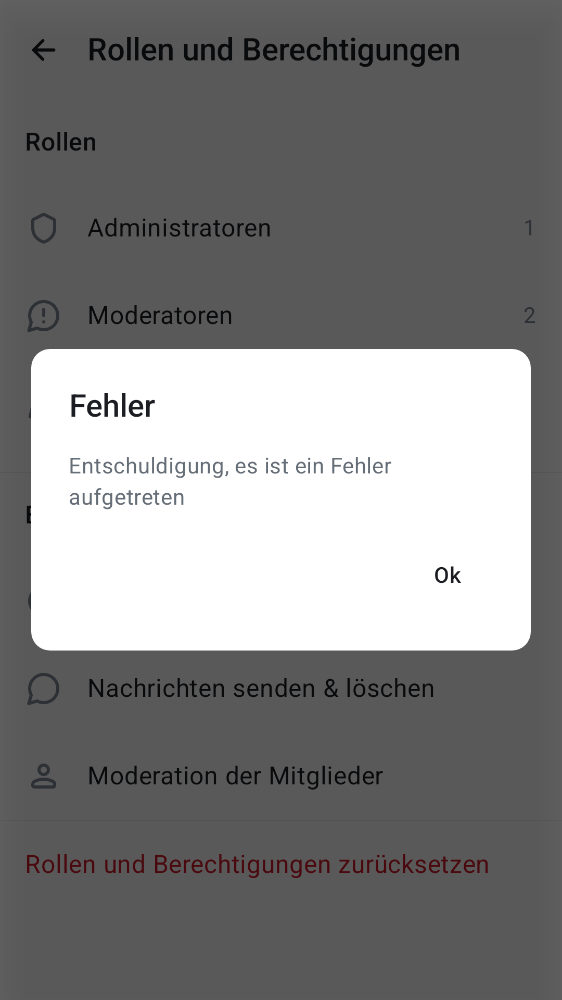 Rollen und Berechtigungen
Rollen
Administratoren
1
Moderatoren
2
Fehler
Entschuldigung, es ist ein Fehler
aufgetreten
Ok
Nachrichten senden & löschen
Moderation der Mitglieder
Rollen und Berechtigungen zurücksetzen